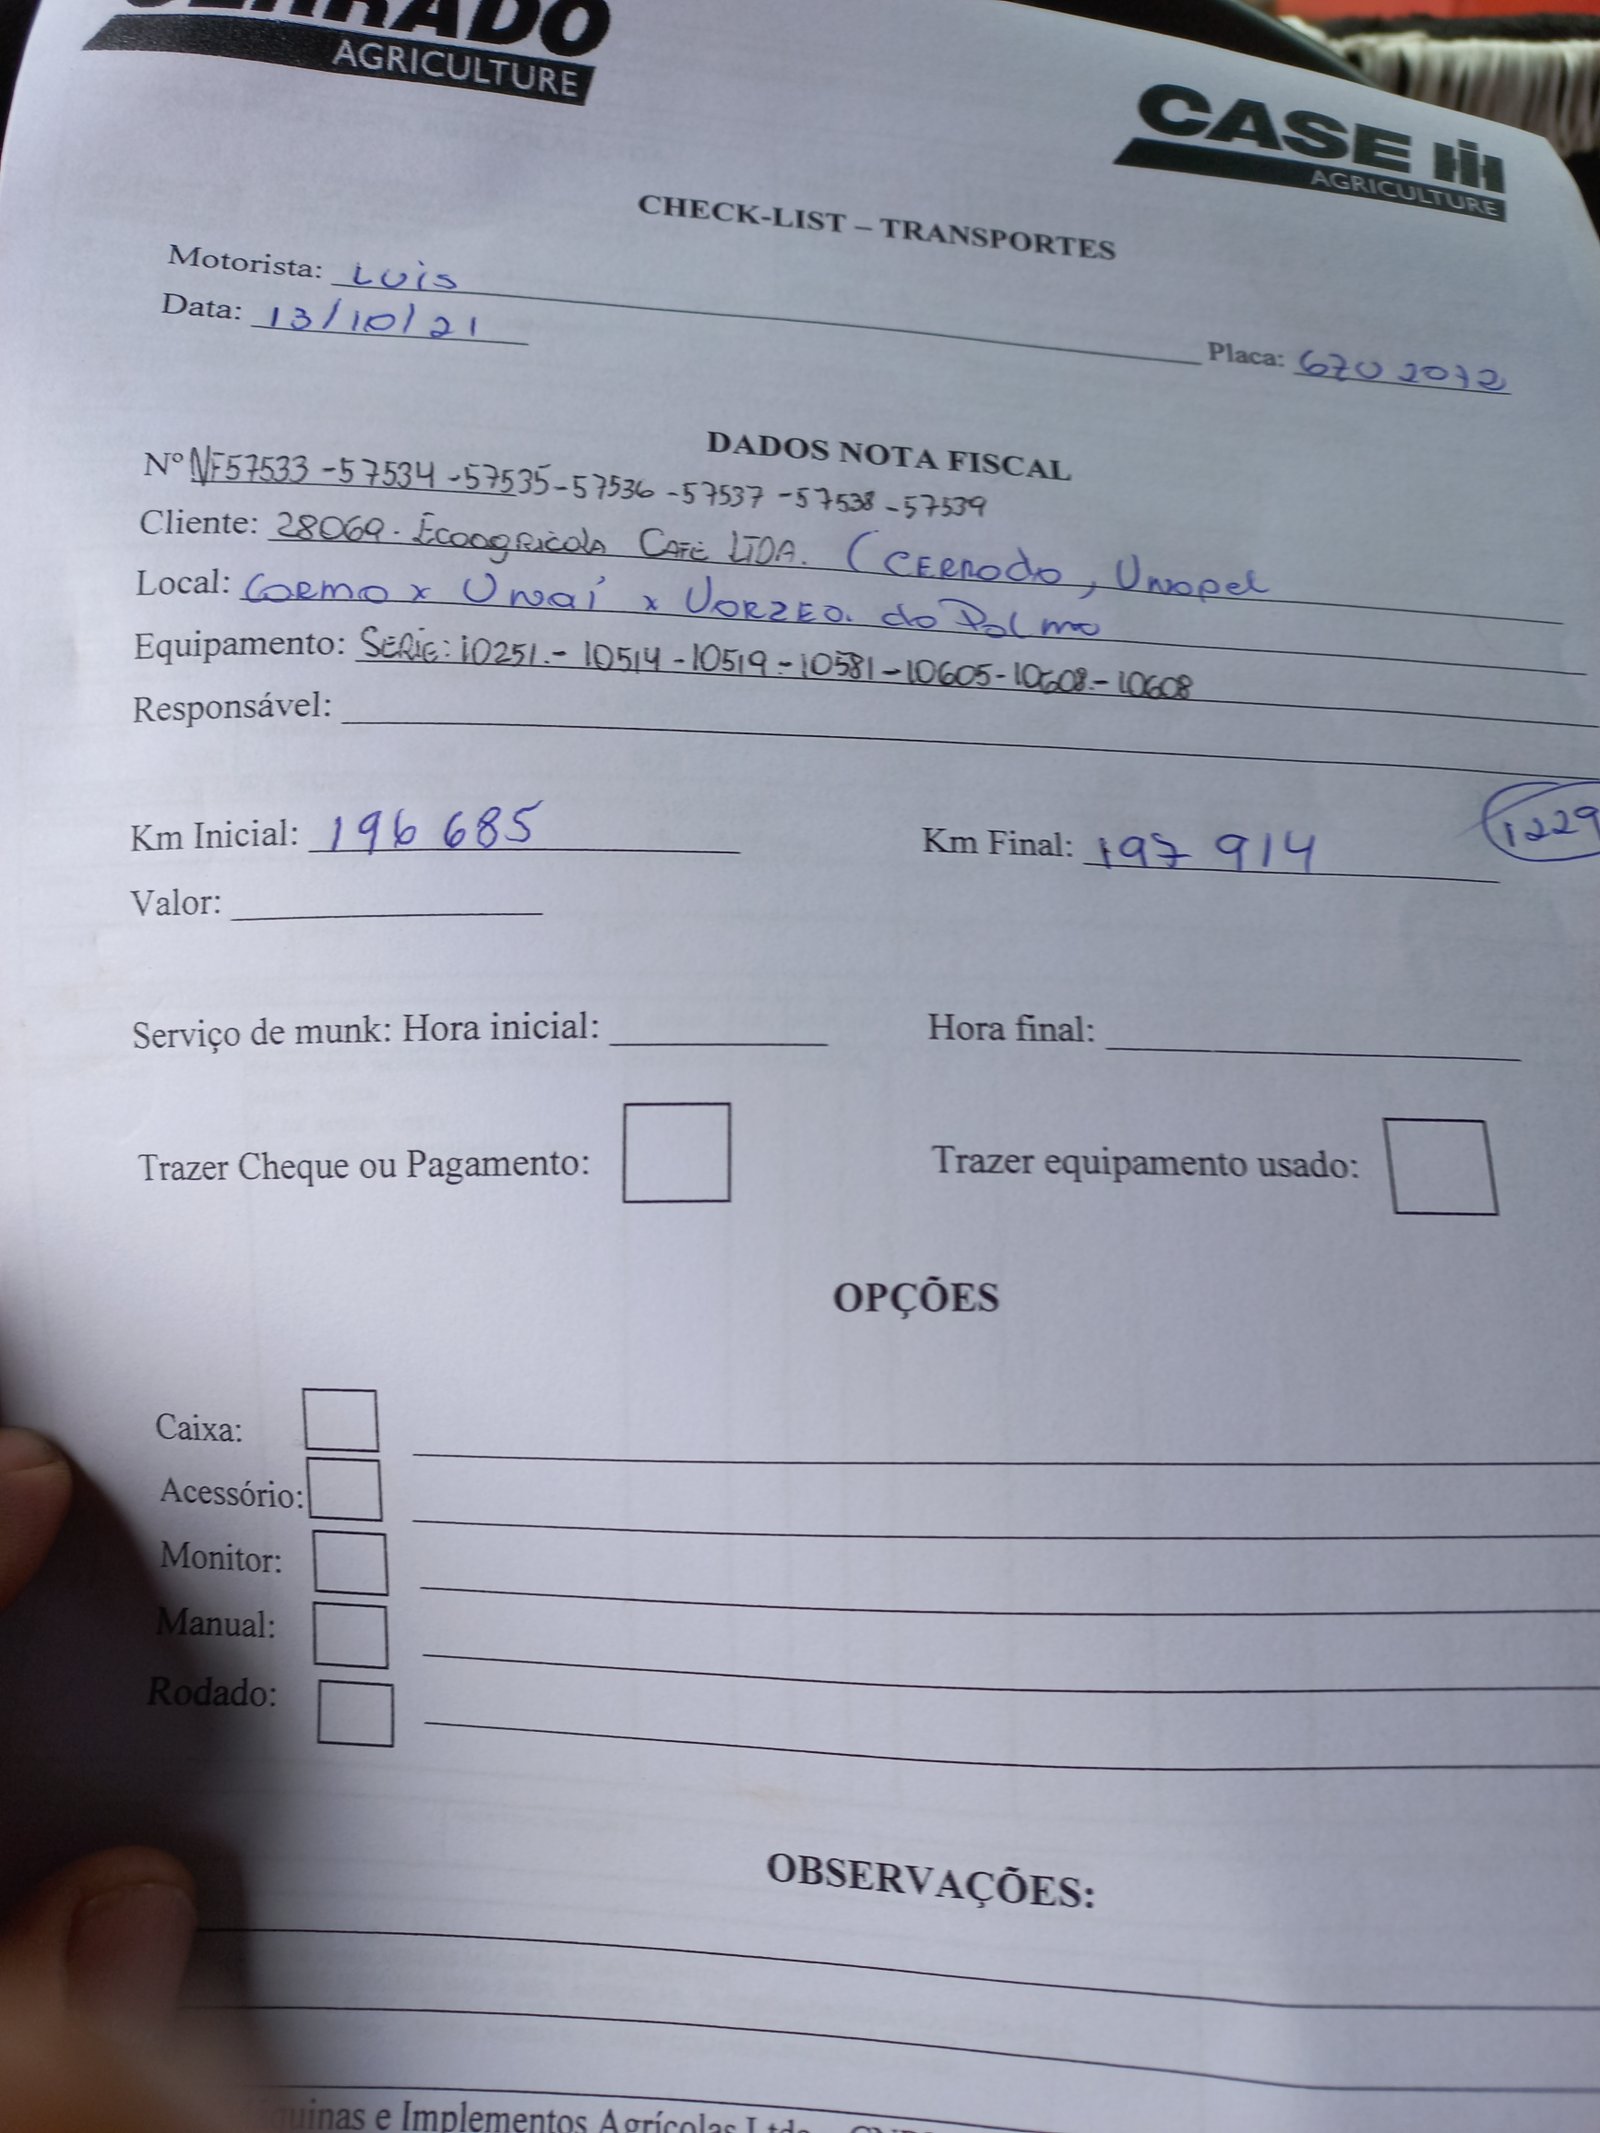 CERRADO
AGRICULTURE
CASE IH
AGRICULTURE
CHECK-LIST – TRANSPORTES
Motorista: Luis
Data: 13/10/21
Placa: GZU 2072
DADOS NOTA FISCAL
Nº NF57533 - 57534 - 57535 - 57536 - 57537 - 57538 - 57539
Cliente: 28069 - Ecoagricola Café LTDA. (CERRado, Unapel
Local: Carmo x Unaí x VARZEA. do Palma
Equipamento: SERIE: 10251 - 10514 - 10519 - 10581 - 10605 - 10608 - 10608
Responsável:
1229
Km Inicial: 196 685 Km Final: 197 914
Valor:
Serviço de munk: Hora inicial: Hora final:
Trazer Cheque ou Pagamento: Trazer equipamento usado:
OPÇÕES
Caixa:
Acessório:
Monitor:
Manual:
Rodado:
OBSERVAÇÕES:
e Implementos Agrícolas Ltda